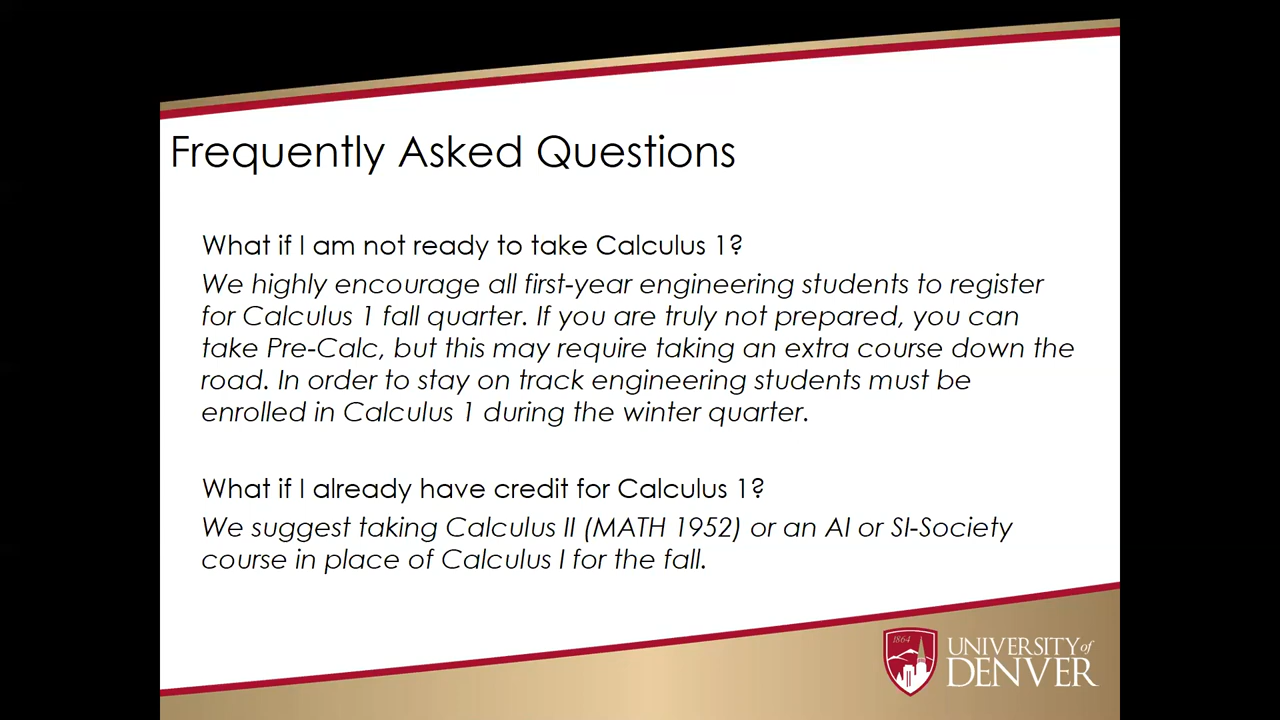 Frequently Asked Questions
What if I am not ready to take Calculus 1?
We highly encourage all first-year engineering students to register
for Calculus 1 fall quarter. If you are truly not prepared, you can
take Pre-Calc, but this may require taking an extra course down the
road. In order to stay on track engineering students must be
enrolled in Calculus 1 during the winter quarter.
What if I already have credit for Calculus 1?
We suggest taking Calculus II (MATH 1952) or an AI or SI-Society
course in place of Calculus I for the fall.
1864
UNIVERSITY of
DENVER